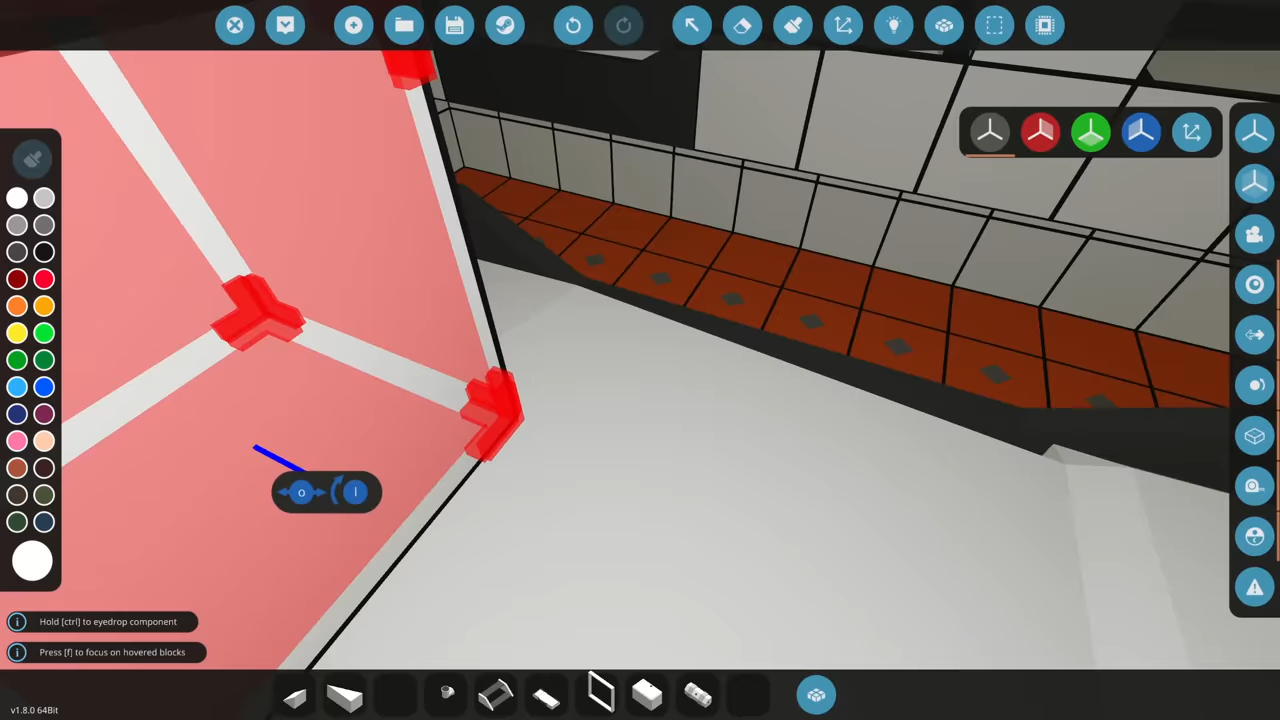 o
l
Hold [ctrl] to eyedrop component
Press [f] to focus on hovered blocks
v1.8.0 64Bit